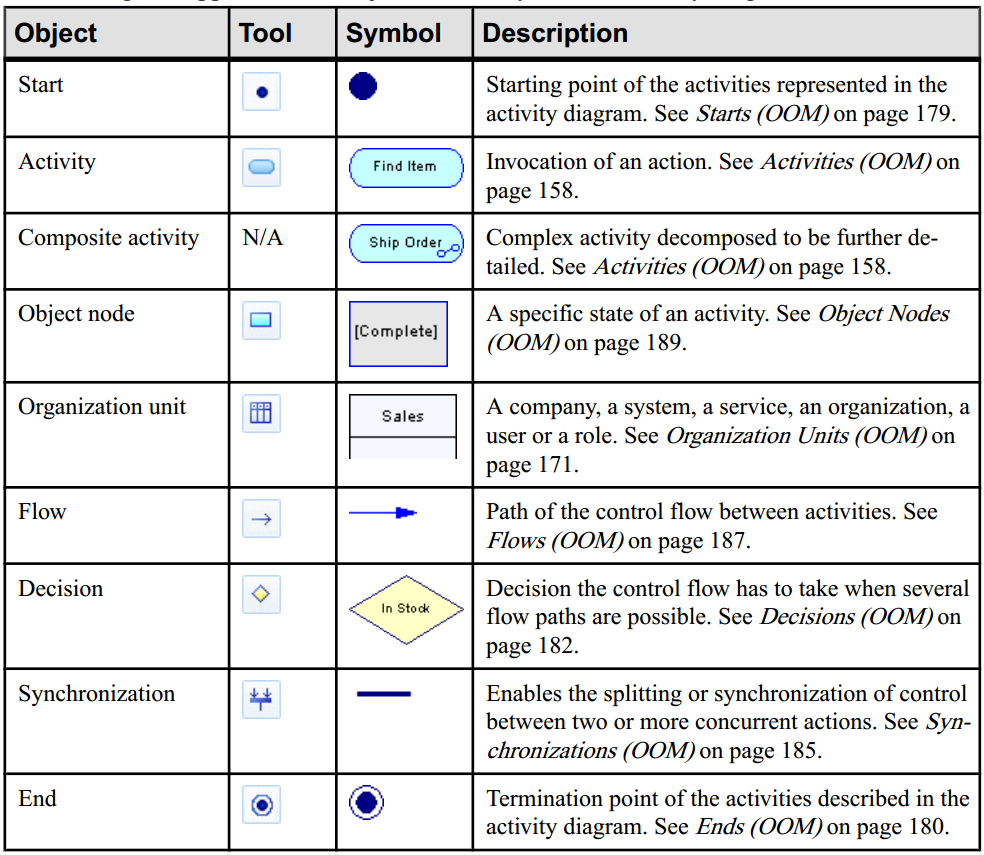 Object Tool Symbol Description
Start
Starting point of the activities represented in the
activity diagram. See Starts (OOM) on page 179.
Activity
Find Item
Invocation of an action. See Activities (OOM) on
page 158.
Composite activity N/A
Ship Order
Complex activity decomposed to be further de-
tailed. See Activities (OOM) on page 158.
Object node
[Complete]
A specific state of an activity. See Object Nodes
(OOM) on page 189.
Organization unit
Sales
A company, a system, a service, an organization, a
user or a role. See Organization Units (OOM) on
page 171.
Flow
Path of the control flow between activities. See
Flows (OOM) on page 187.
Decision
In Stock
Decision the control flow has to take when several
flow paths are possible. See Decisions (OOM) on
page 182.
Synchronization
Enables the splitting or synchronization of control
between two or more concurrent actions. See Syn-
chronizations (OOM) on page 185.
End
Termination point of the activities described in the
activity diagram. See Ends (OOM) on page 180.